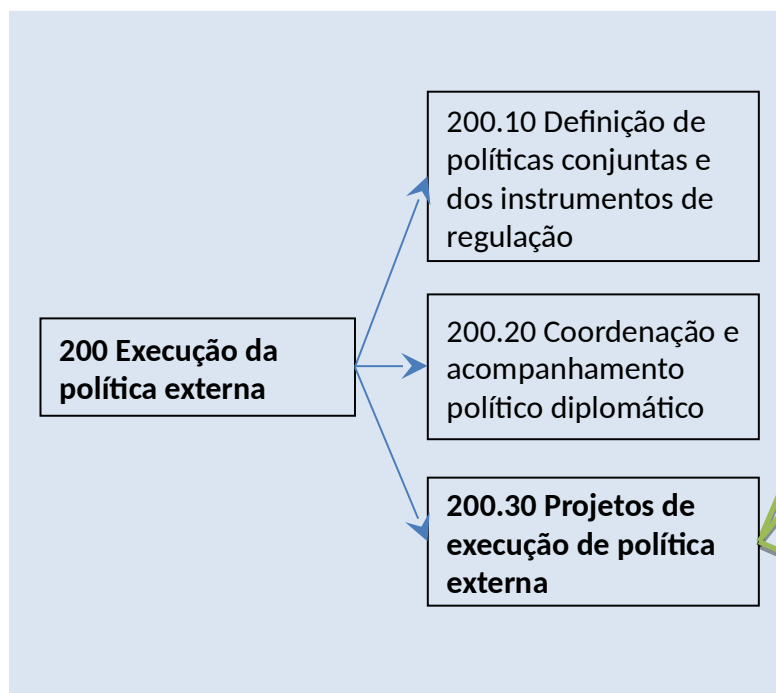 200.10 Definição de
políticas conjuntas e
dos instrumentos de
regulação
200 Execução da
política externa
200.20 Coordenação e
acompanhamento
político diplomático
200.30 Projetos de
execução de política
externa